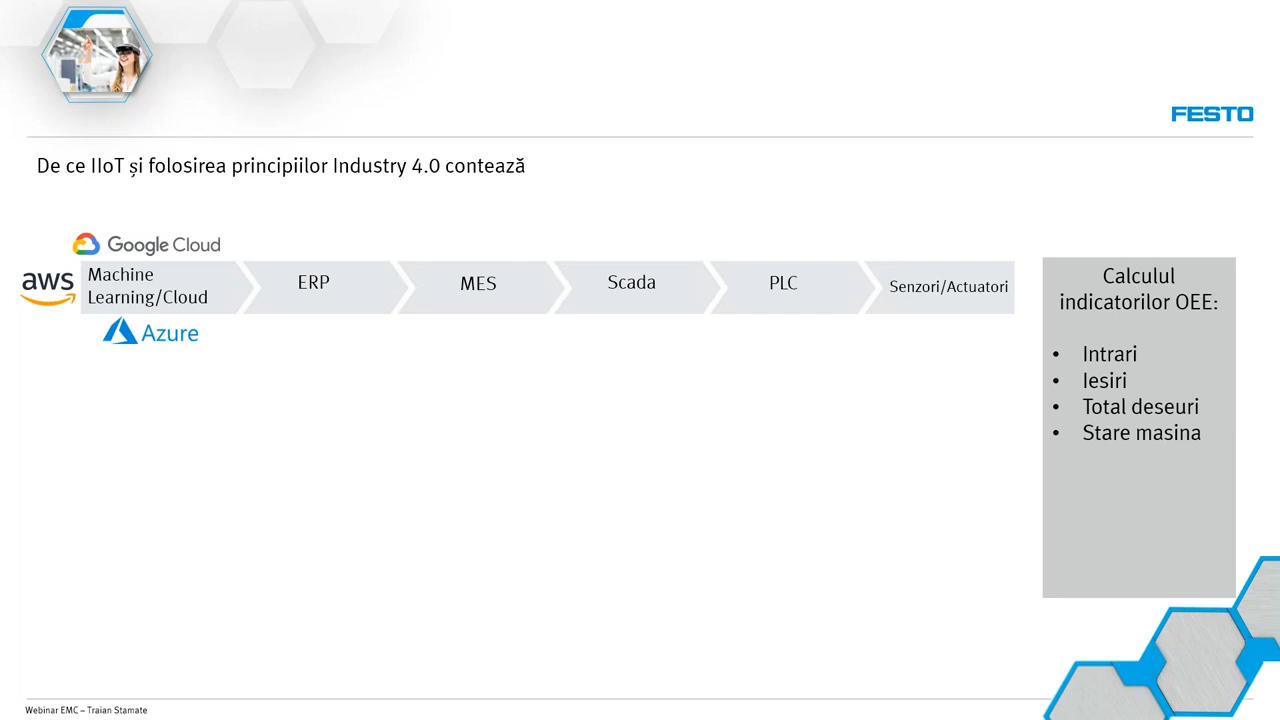 FESTO
De ce IIoT și folosirea principiilor Industry 4.0 contează
Google Cloud
aws
Machine
Learning/Cloud
ERP
MES
Scada
PLC
Senzori/Actuatori
Azure
Calculul
indicatorilor OEE:
• Intrari
• Iesiri
• Total deseuri
• Stare masina
Webinar EMC – Traian Stamate